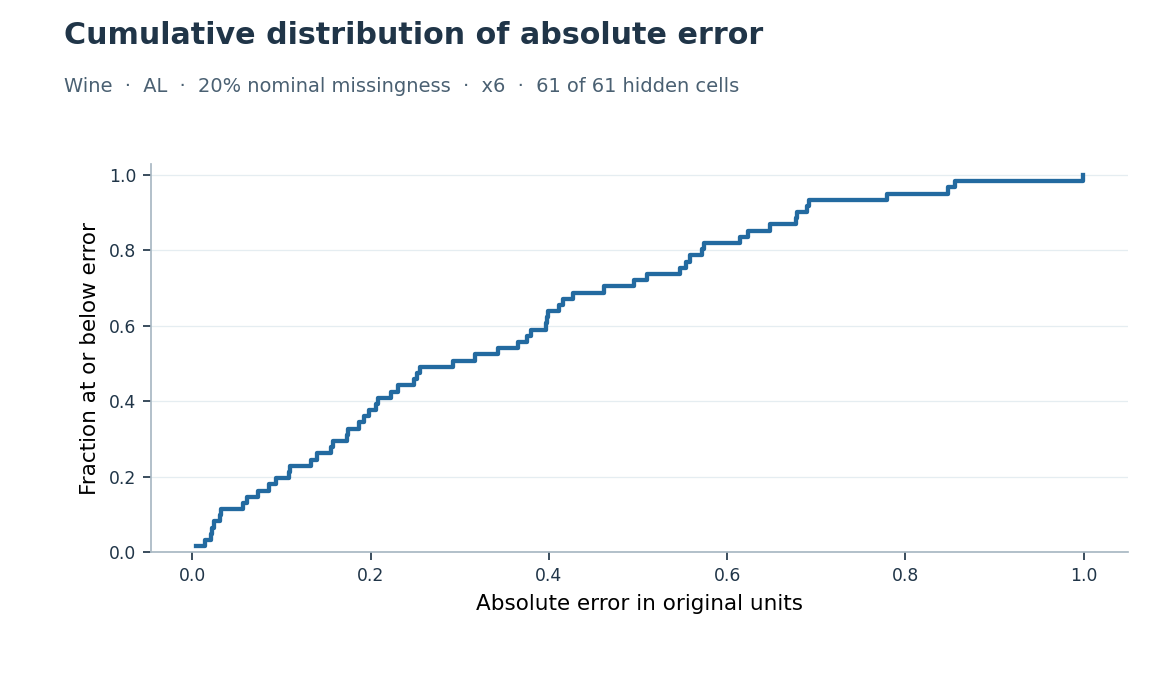 Cumulative distribution of absolute error
Wine · AL · 20% nominal missingness · x6 · 61 of 61 hidden cells
Fraction at or below error
1.0
0.8
0.6
0.4
0.2
0.0
0.0 0.2 0.4 0.6 0.8 1.0
Absolute error in original units